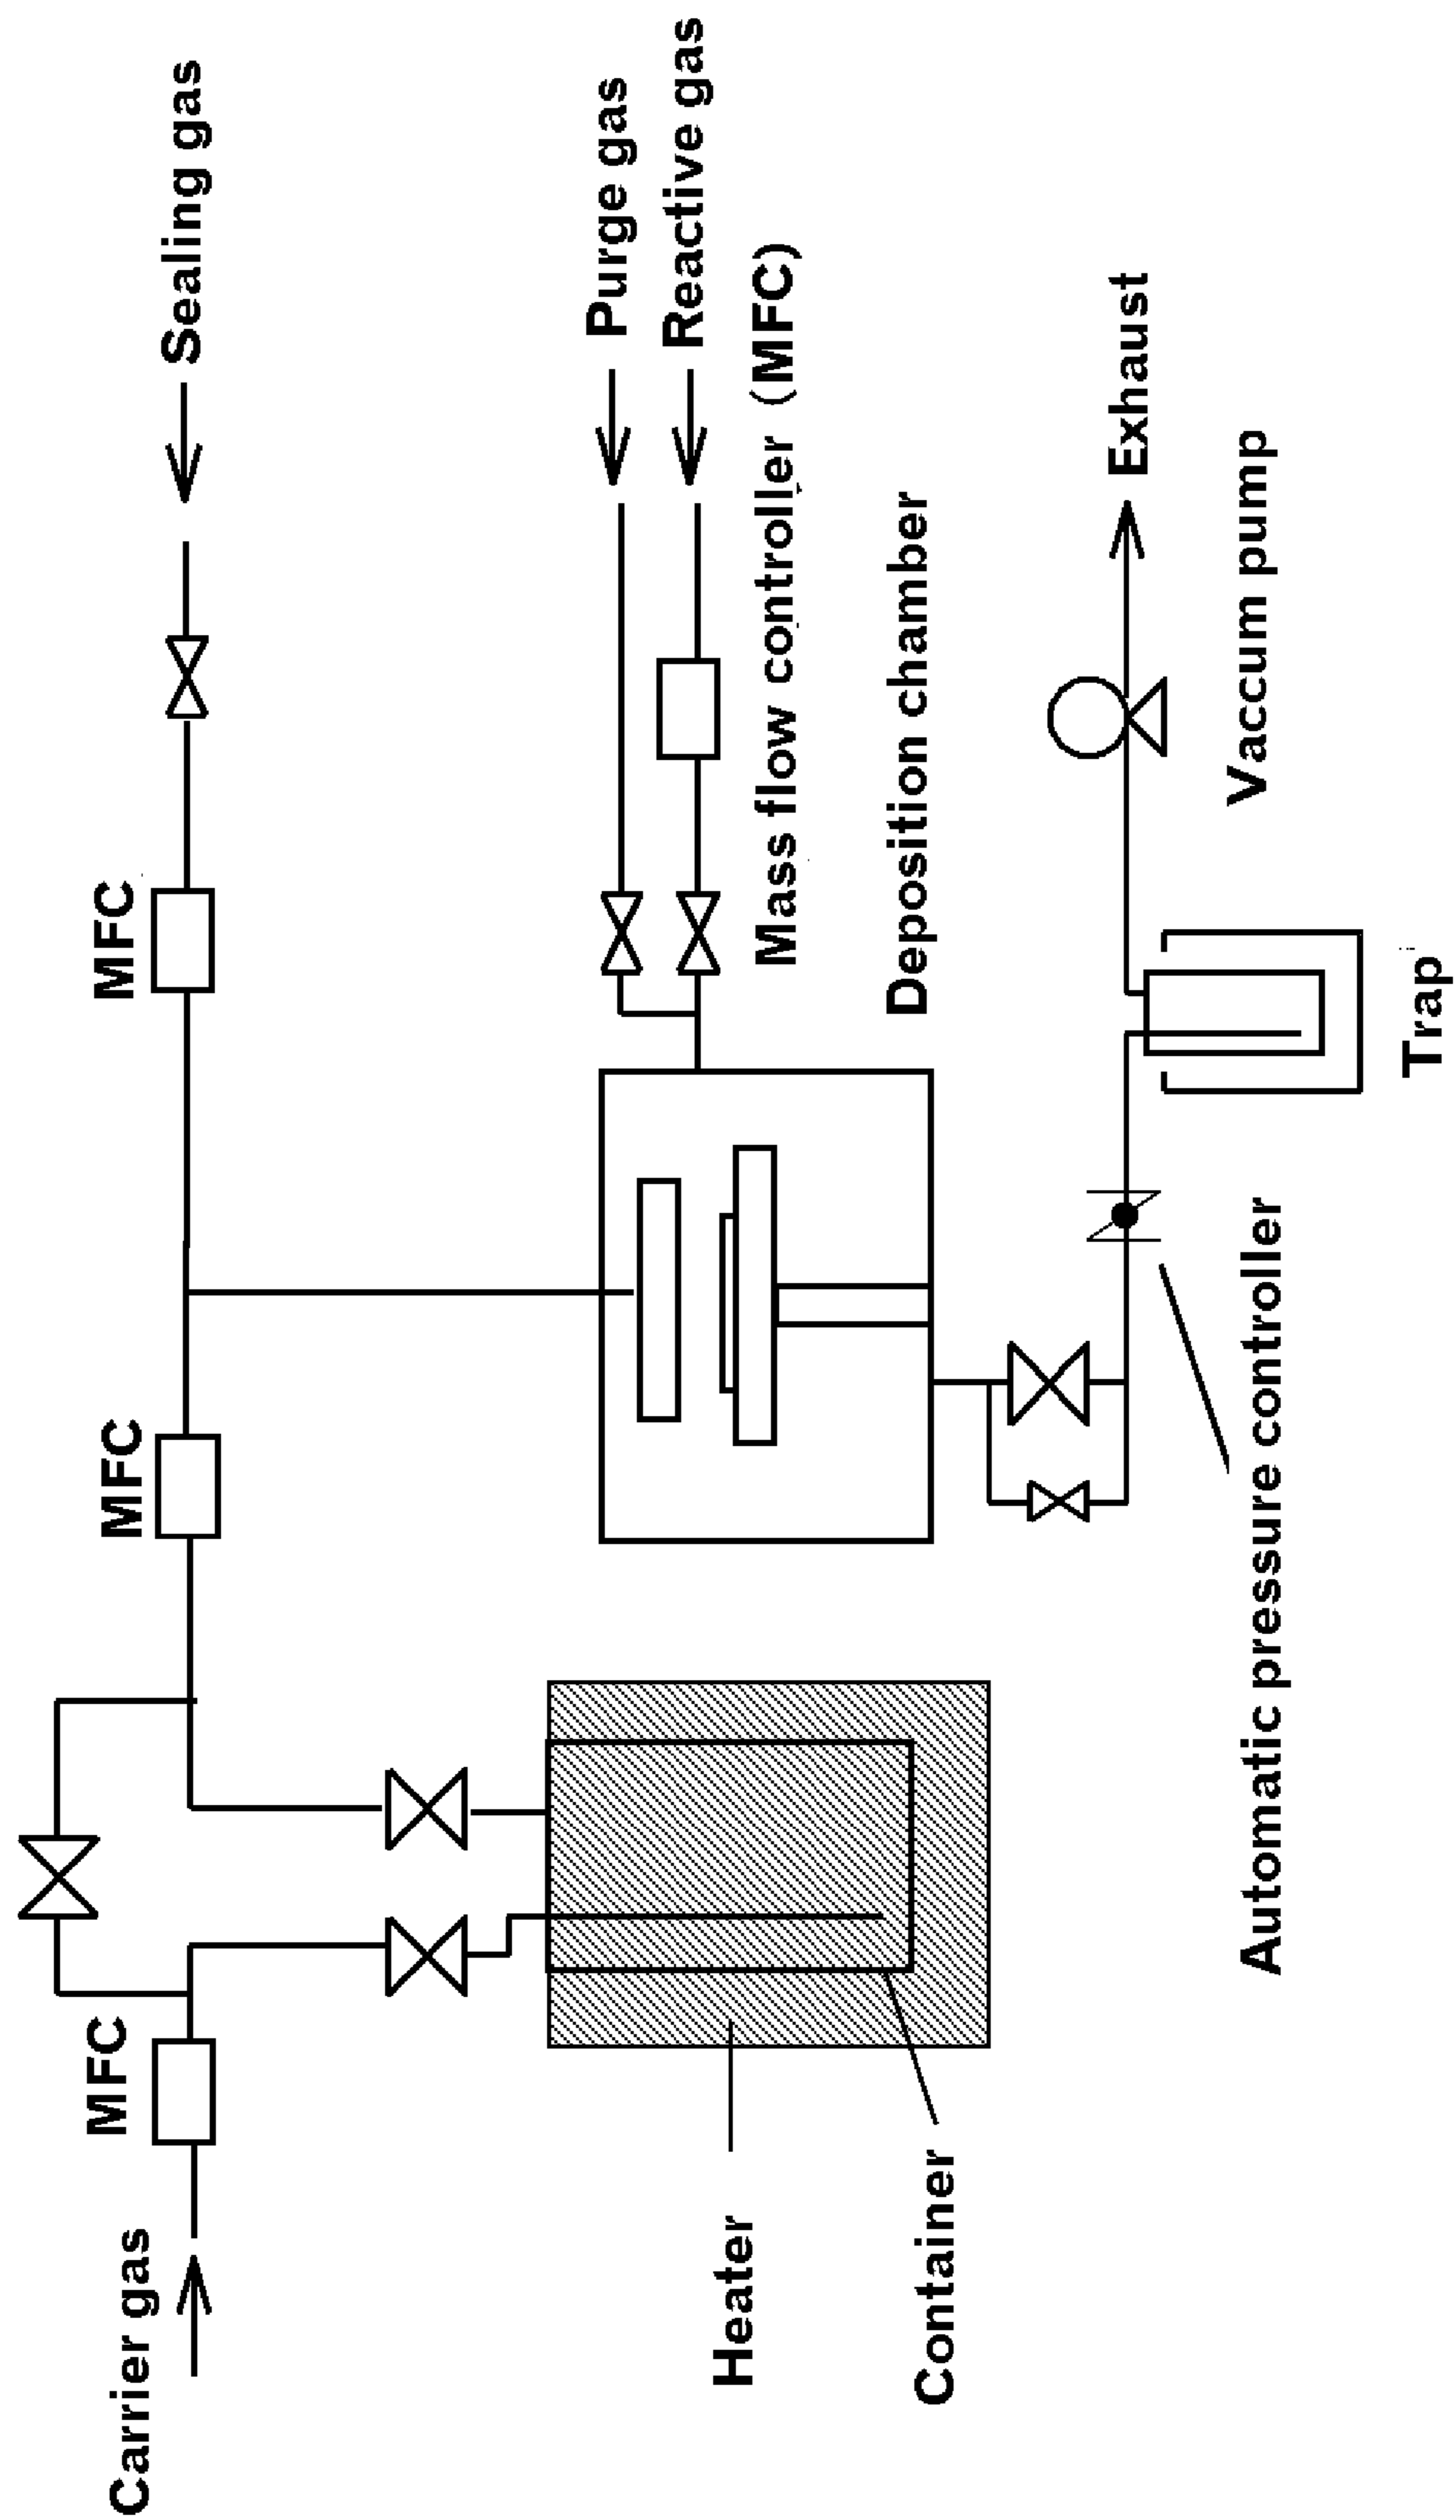 Carrier gas
MFC
MFC
MFC
Sealing gas
Purge gas
Reactive gas
Mass flow controller (MFC)
Deposition chamber
Exhaust
Vaccum pump
Heater
Container
Automatic pressure controller
Trap